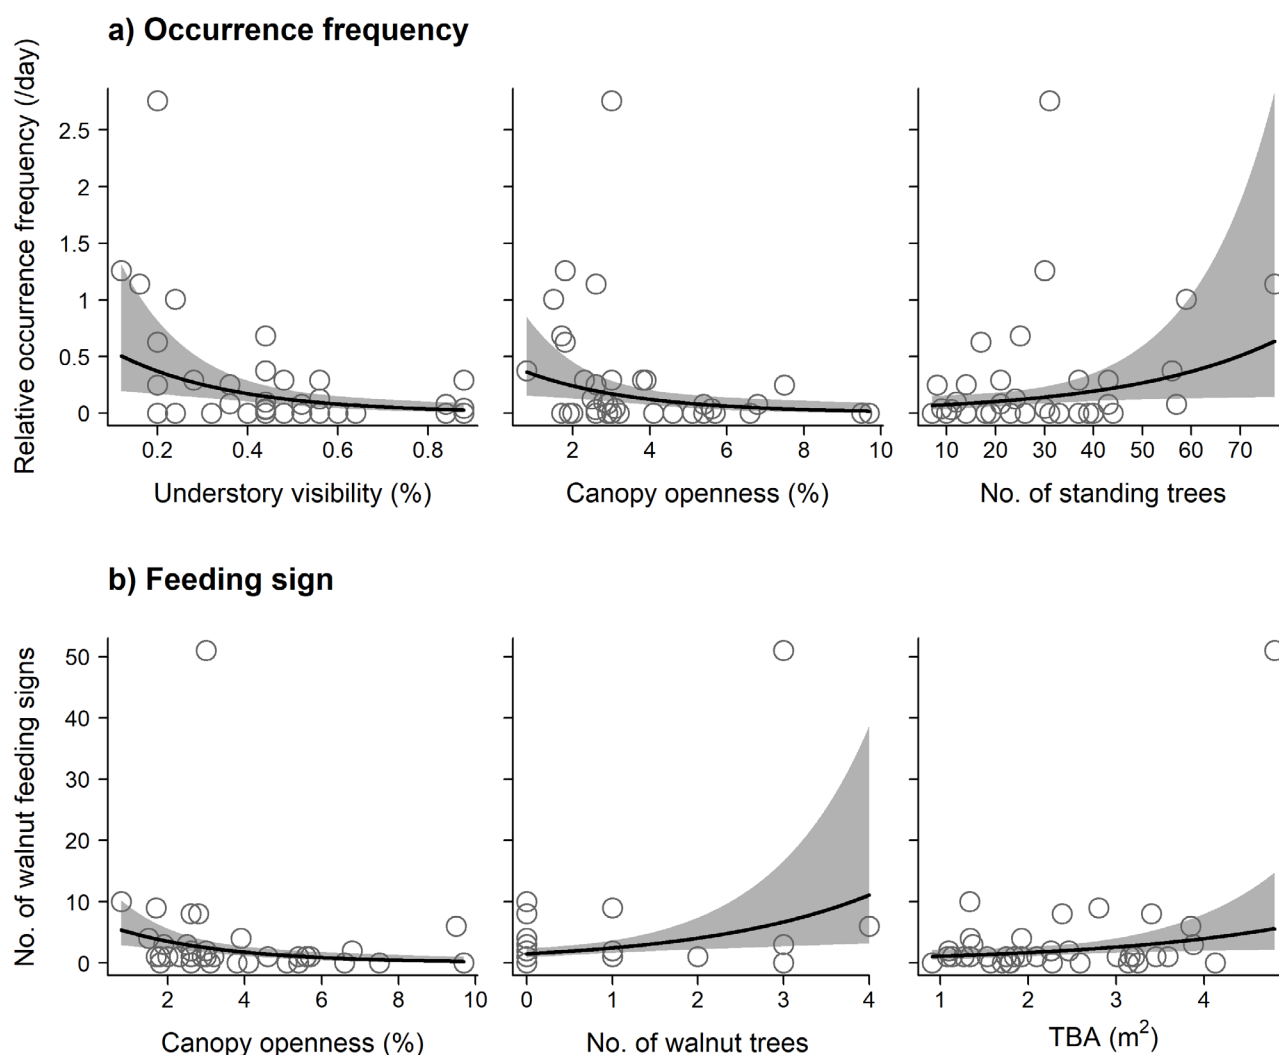 a) Occurrence frequency
Relative occurrence frequency (/day)
2.5
2
1.5
1
0.5
0
0.2 0.4 0.6 0.8
2 4 6 8 10
10 20 30 40 50 60 70
Understory visibility (%)
Canopy openness (%)
No. of standing trees
b) Feeding sign
No. of walnut feeding signs
50
40
30
20
10
0
2 4 6 8 10
0 1 2 3 4
1 2 3 4
Canopy openness (%)
No. of walnut trees
TBA (m²)